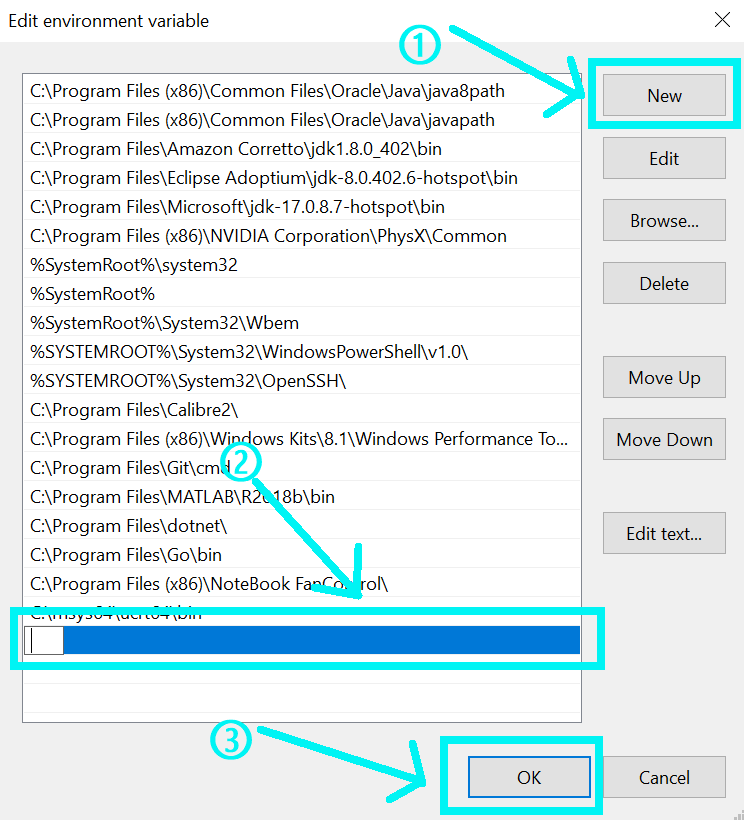 Edit environment variable
①
C:\Program Files (x86)\Common Files\Oracle\Java\java8path
New
C:\Program Files (x86)\Common Files\Oracle\Java\javapath
C:\Program Files\Amazon Corretto\jdk1.8.0_402\bin
Edit
C:\Program Files\Eclipse Adoptium\jdk-8.0.402.6-hotspot\bin
C:\Program Files\Microsoft\jdk-17.0.8.7-hotspot\bin
Browse...
C:\Program Files (x86)\NVIDIA Corporation\PhysX\Common
%SystemRoot%\system32
Delete
%SystemRoot%
%SystemRoot%\System32\Wbem
%SYSTEMROOT%\System32\WindowsPowerShell\v1.0\
%SYSTEMROOT%\System32\OpenSSH\
Move Up
C:\Program Files\Calibre2\
C:\Program Files (x86)\Windows Kits\8.1\Windows Performance To...
Move Down
C:\Program Files\Git\cmd
②
C:\Program Files\MATLAB\R2018b\bin
C:\Program Files\dotnet\
Edit text...
C:\Program Files\Go\bin
C:\Program Files (x86)\NoteBook FanControl\
C:\msys64\ucrt64\bin
③
OK
Cancel